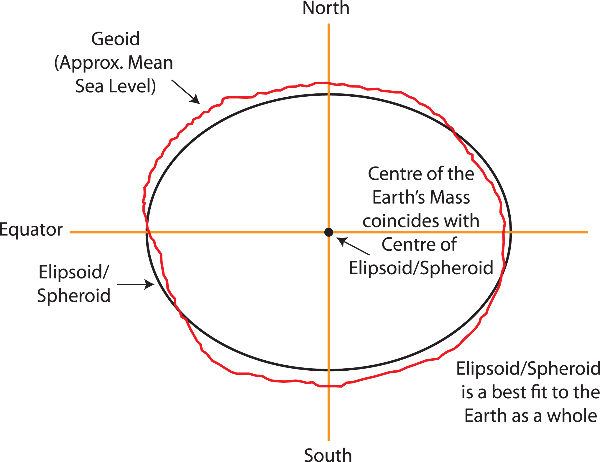 North
Geoid
(Approx. Mean
Sea Level)
Centre of the
Earth's Mass
coincides with
Centre of
Elipsoid/Spheroid
Equator
Elipsoid/
Spheroid
Elipsoid/Spheroid
is a best fit to the
Earth as a whole
South